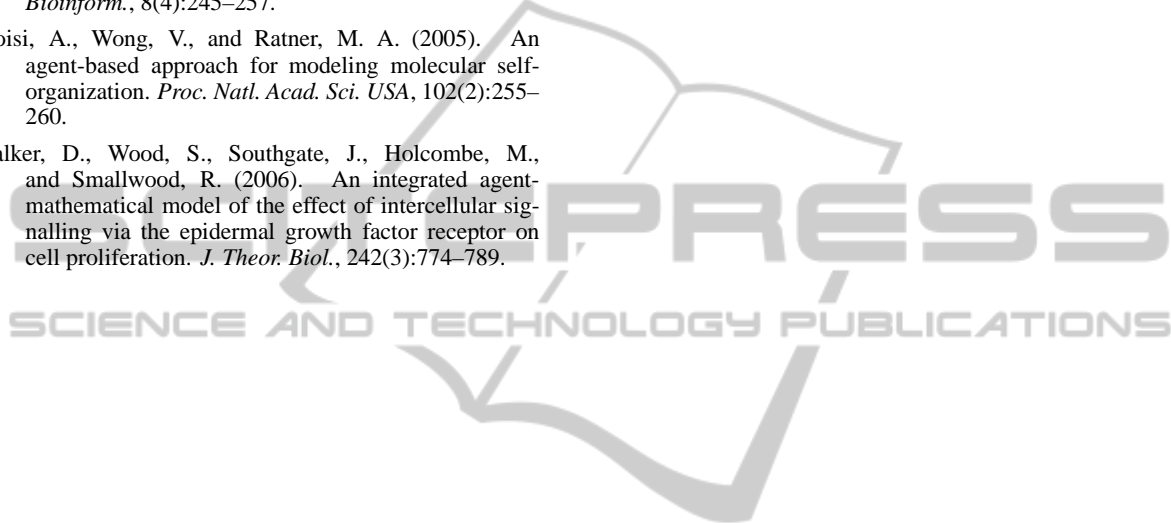 Bioinform., 8(4):245–257.
oisi, A., Wong, V., and Ratner, M. A. (2005). An
agent-based approach for modeling molecular self-
organization. Proc. Natl. Acad. Sci. USA, 102(2):255–
260.
alker, D., Wood, S., Southgate, J., Holcombe, M.,
and Smallwood, R. (2006). An integrated agent-
mathematical model of the effect of intercellular sig-
nalling via the epidermal growth factor receptor on
cell proliferation. J. Theor. Biol., 242(3):774–789.
SCITEPRESS
SCIENCE AND TECHNOLOGY PUBLICATIONS